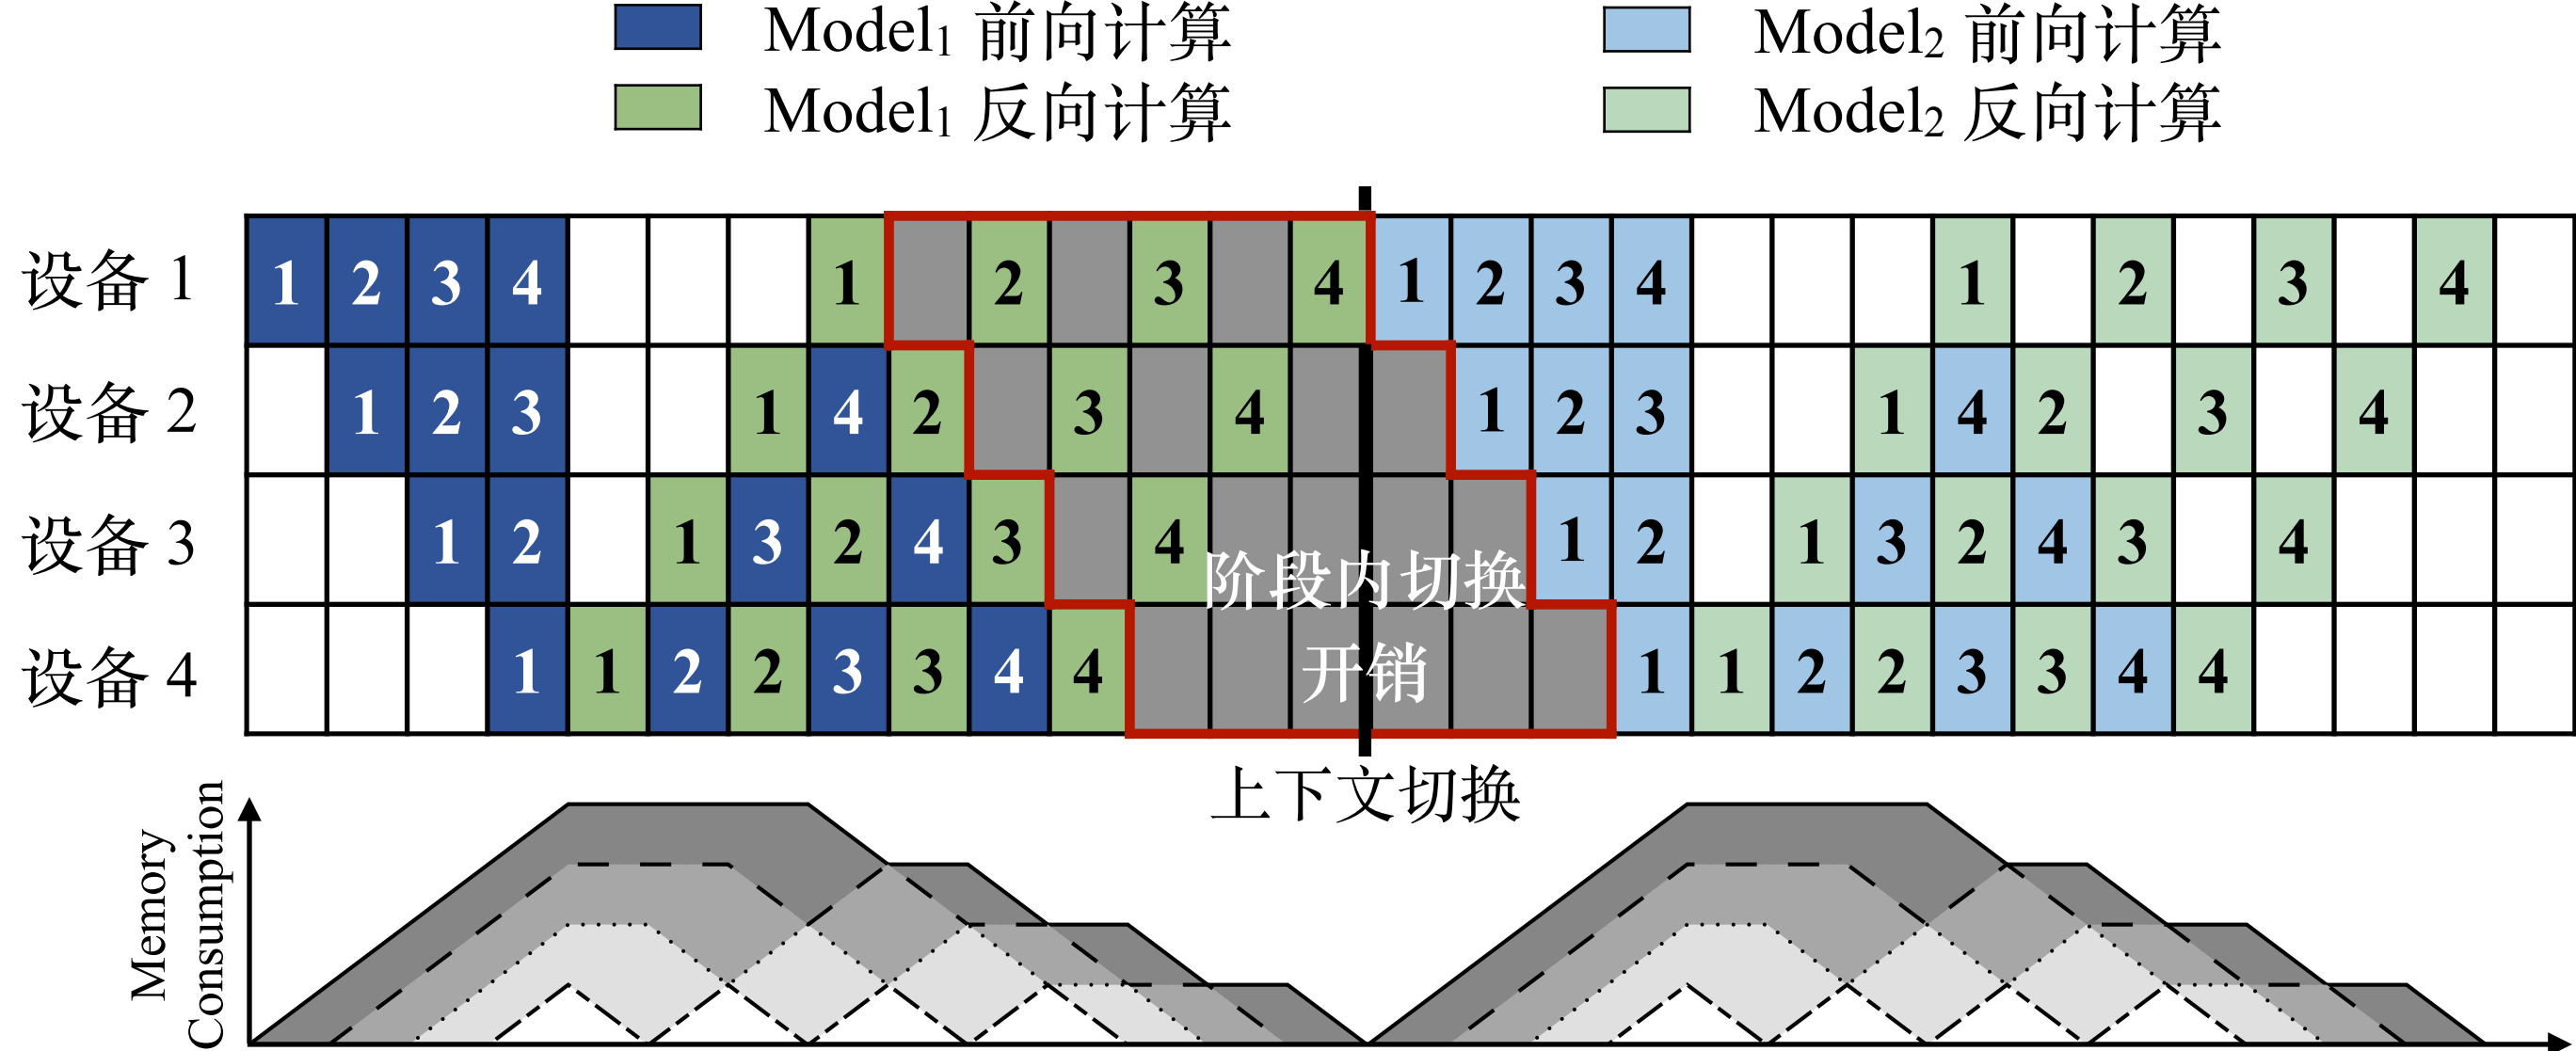 Model₁ 前向计算 Model₂ 前向计算
Model₁ 反向计算 Model₂ 反向计算
设备 1 1 2 3 4 1 2 3 4 1 2 3 4 1 2 3 4
设备 2 1 2 3 1 4 2 3 4 1 2 3 1 4 2 3 4
设备 3 1 2 1 3 2 4 3 4 1 2 1 3 2 4 3 4
阶段内切换
开销
设备 4 1 1 2 2 3 3 4 4 1 1 2 2 3 3 4 4
上下文切换
Memory
Consumption